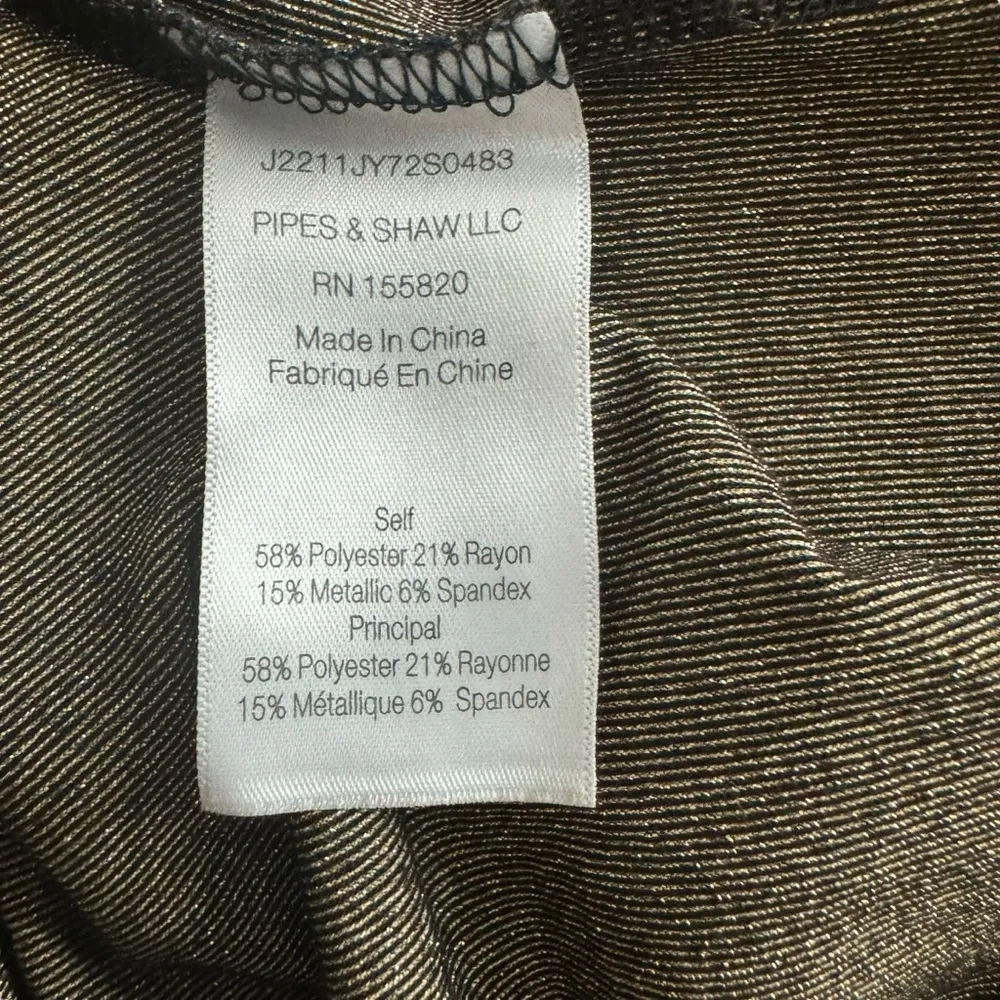 J2211JY72S0483
PIPES & SHAW LLC
RN 155820
Made In China
Fabriqué En Chine
Self
58% Polyester 21% Rayon
15% Metallic 6% Spandex
Principal
58% Polyester 21% Rayonne
15% Métallique 6% Spandex